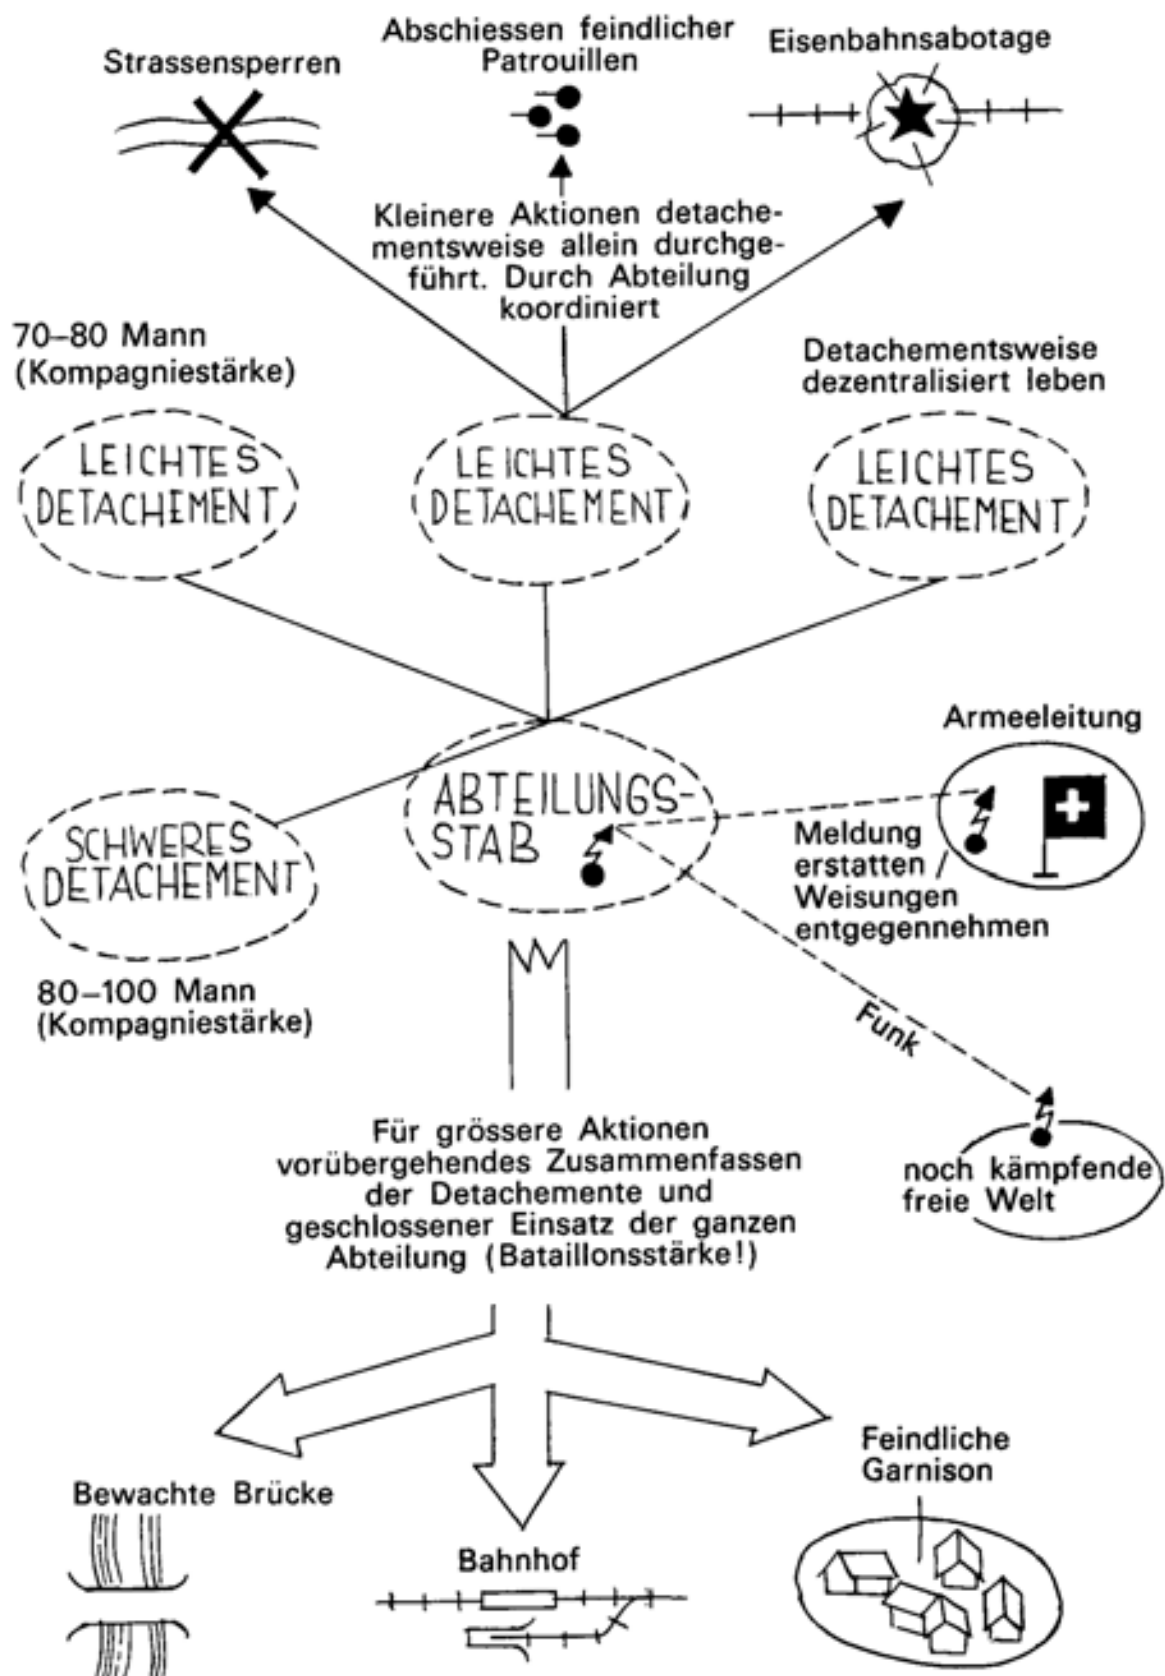 Strassensperren
Abschiessen feindlicher
Patrouillen
Eisenbahnsabotage
Kleinere Aktionen detache-
mentsweise allein durchge-
führt. Durch Abteilung
koordiniert
70–80 Mann
(Kompagniestärke)
Detachementsweise
dezentralisiert leben
LEICHTES
DETACHEMENT
LEICHTES
DETACHEMENT
LEICHTES
DETACHEMENT
ABTEILUNGS-
STAB
Armeeleitung
Meldung
erstatten
Weisungen
entgegennehmen
SCHWERES
DETACHEMENT
80–100 Mann
(Kompagniestärke)
Funk
noch kämpfende
freie Welt
Für grössere Aktionen
vorübergehendes Zusammenfassen
der Detachemente und
geschlossener Einsatz der ganzen
Abteilung (Bataillonsstärke!)
Bewachte Brücke
Bahnhof
Feindliche
Garnison